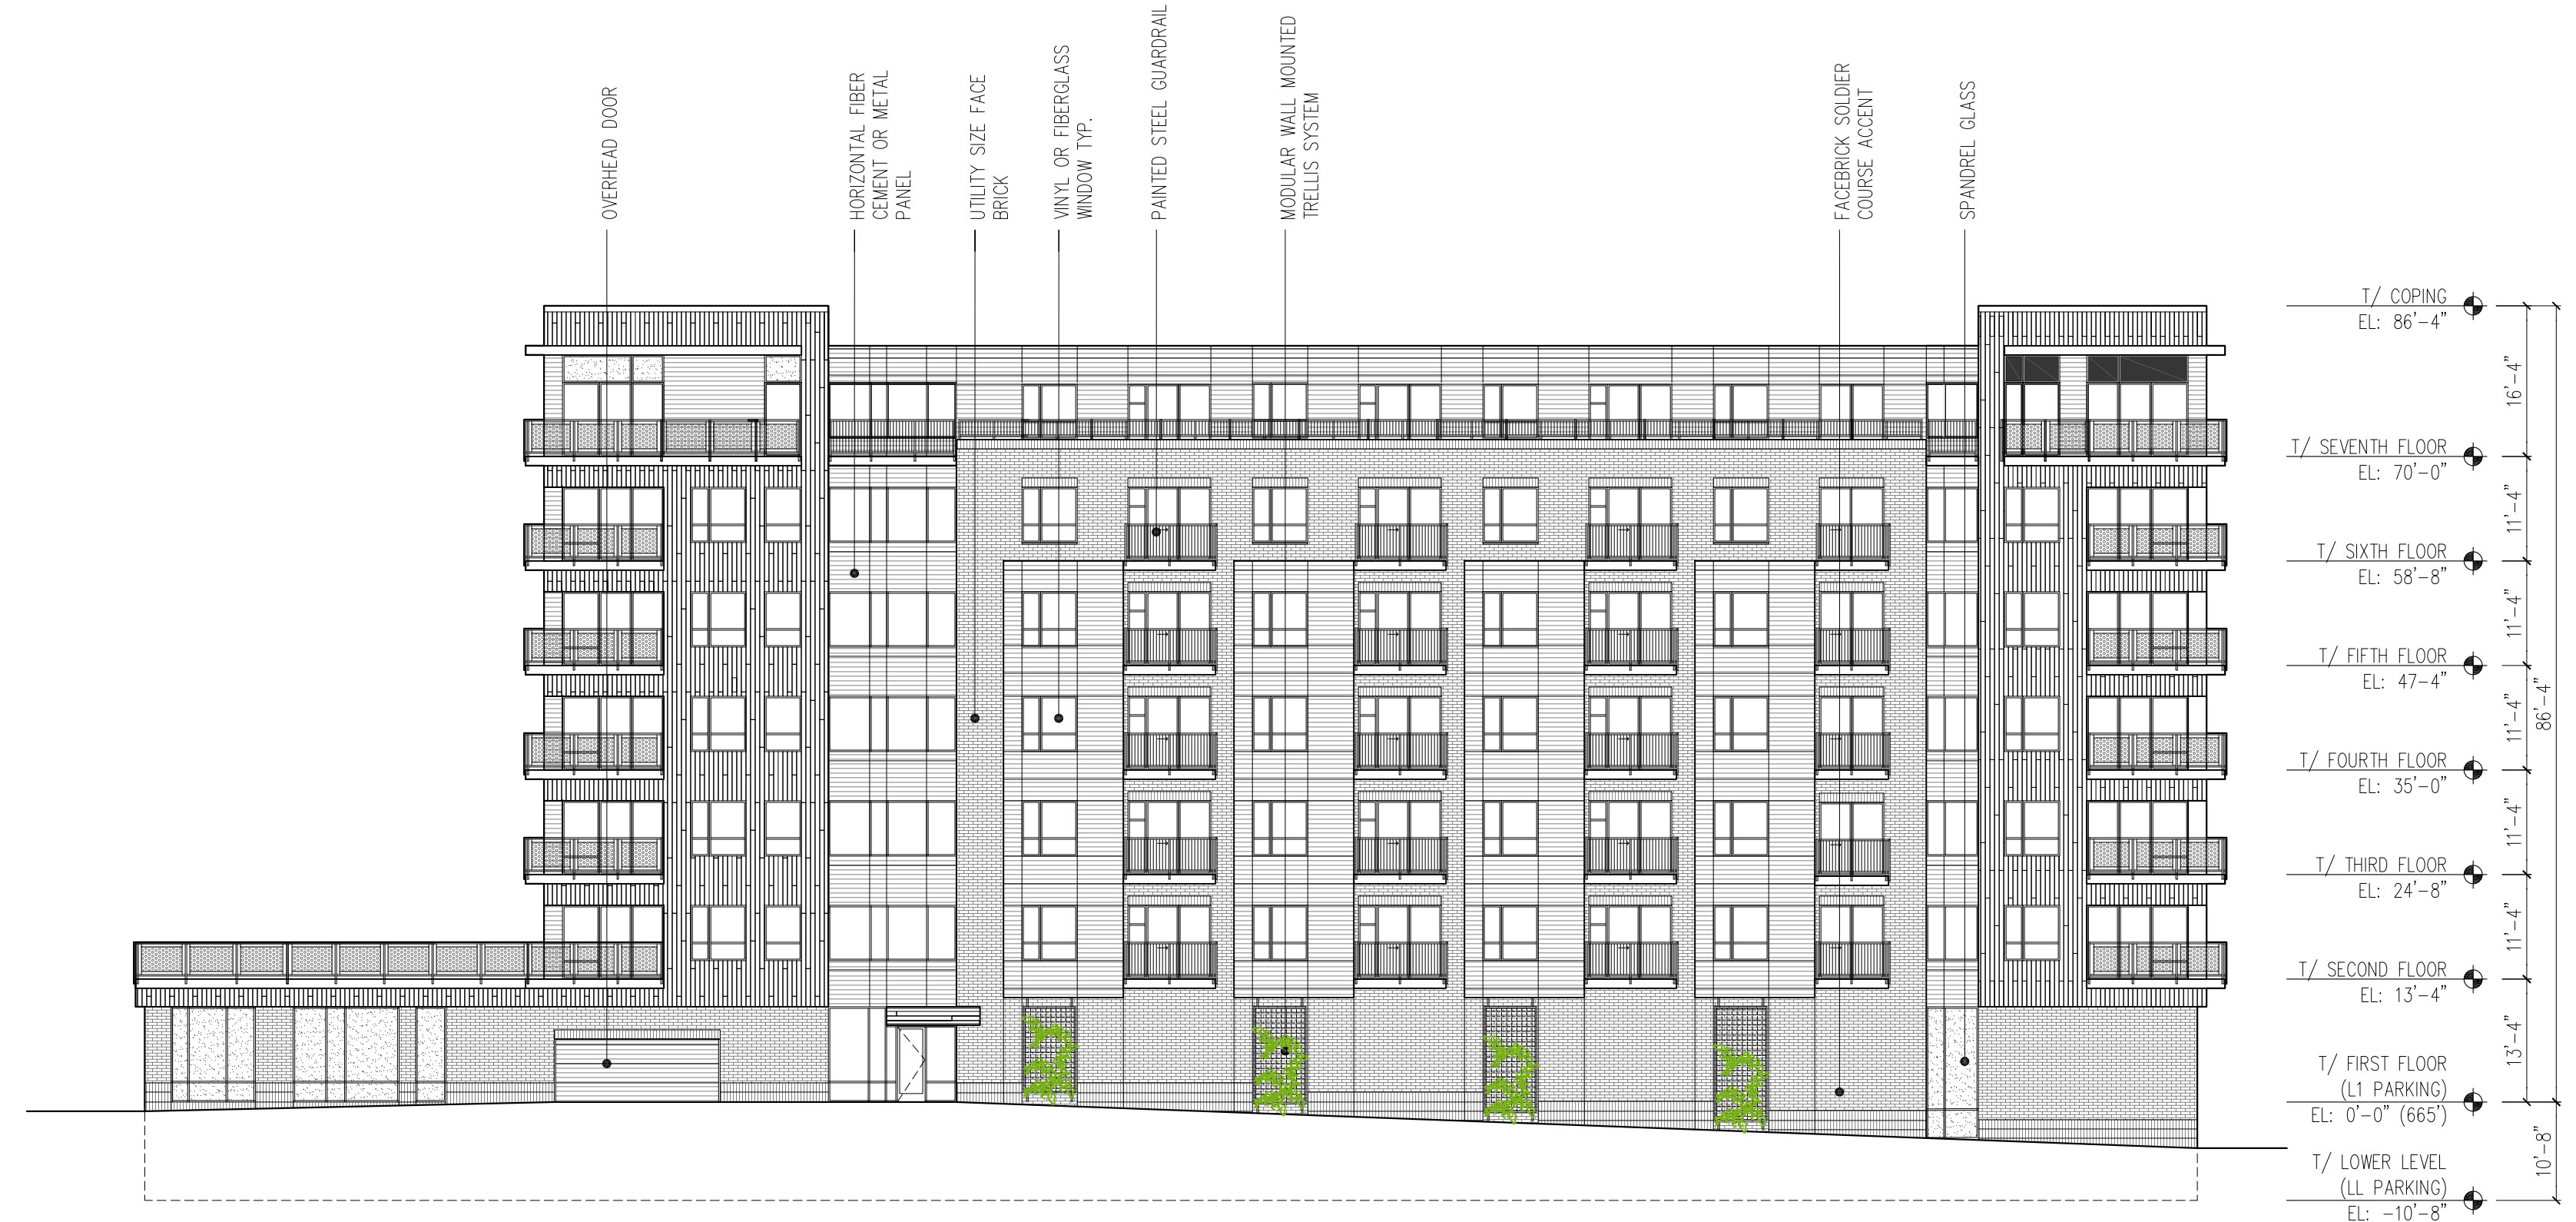 OVERHEAD DOOR
HORIZONTAL FIBER
CEMENT OR METAL
PANEL
UTILITY SIZE FACE
BRICK
VINYL OR FIBERGLASS
WINDOW TYP.
PAINTED STEEL GUARDRAIL
MODULAR WALL MOUNTED
TRELLIS SYSTEM
FACEBRICK SOLDIER
COURSE ACCENT
SPANDREL GLASS
T/ COPING
EL: 86'-4"
16'-4"
T/ SEVENTH FLOOR
EL: 70'-0"
11'-4"
T/ SIXTH FLOOR
EL: 58'-8"
11'-4"
T/ FIFTH FLOOR
EL: 47-4"
11'-4"
86'-4"
T/ FOURTH FLOOR
EL: 35'-0"
11'-4"
T/ THIRD FLOOR
EL: 24'-8"
11'-4"
T/ SECOND FLOOR
EL: 13'-4"
13'-4"
T/ FIRST FLOOR
(L1 PARKING)
EL: 0'-0" (665')
10'-8"
T/ LOWER LEVEL
(LL PARKING)
EL: -10'-8"